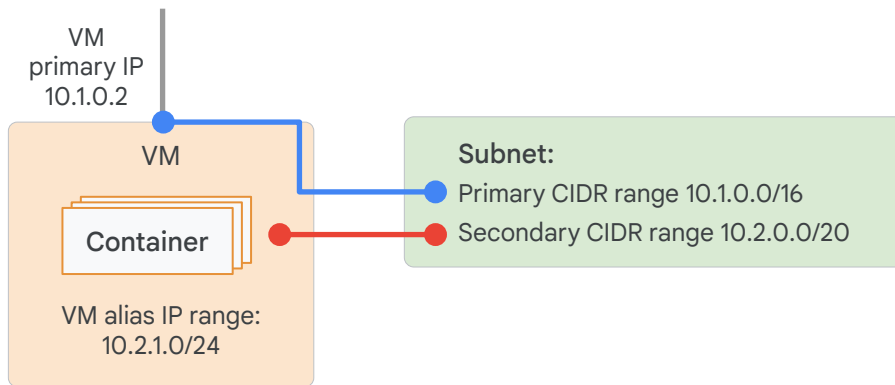 VM
primary IP
10.1.0.2
VM
Container
VM alias IP range:
10.2.1.0/24
Subnet:
Primary CIDR range 10.1.0.0/16
Secondary CIDR range 10.2.0.0/20